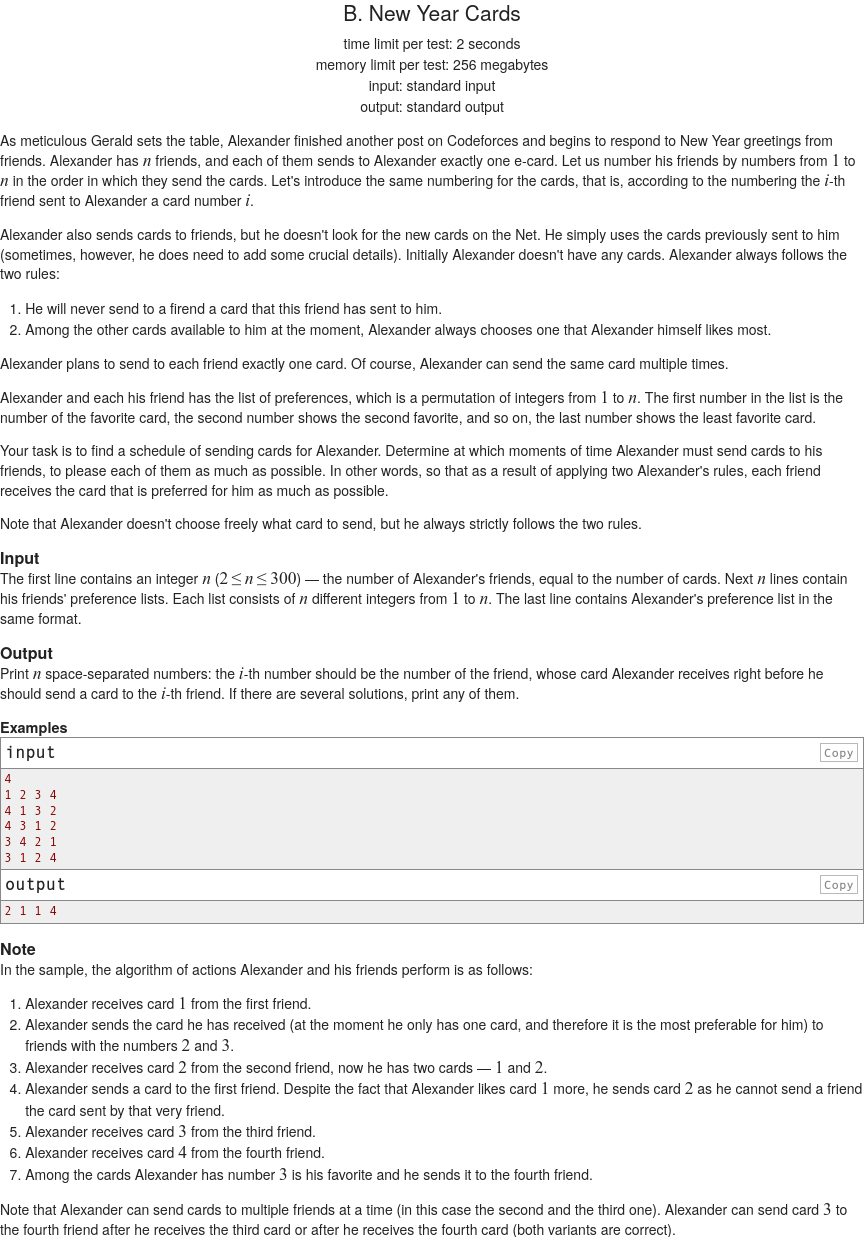 B. New Year Cards
time limit per test: 2 seconds
memory limit per test: 256 megabytes
input: standard input
output: standard output
As meticulous Gerald sets the table, Alexander finished another post on Codeforces and begins to respond to New Year greetings from
friends. Alexander has n friends, and each of them sends to Alexander exactly one e-card. Let us number his friends by numbers from 1 to
n in the order in which they send the cards. Let's introduce the same numbering for the cards, that is, according to the numbering the i-th
friend sent to Alexander a card number i.
Alexander also sends cards to friends, but he doesn't look for the new cards on the Net. He simply uses the cards previously sent to him
(sometimes, however, he does need to add some crucial details). Initially Alexander doesn't have any cards. Alexander always follows the
two rules:
1. He will never send to a firend a card that this friend has sent to him.
2. Among the other cards available to him at the moment, Alexander always chooses one that Alexander himself likes most.
Alexander plans to send to each friend exactly one card. Of course, Alexander can send the same card multiple times.
Alexander and each his friend has the list of preferences, which is a permutation of integers from 1 to n. The first number in the list is the
number of the favorite card, the second number shows the second favorite, and so on, the last number shows the least favorite card.
Your task is to find a schedule of sending cards for Alexander. Determine at which moments of time Alexander must send cards to his
friends, to please each of them as much as possible. In other words, so that as a result of applying two Alexander's rules, each friend
receives the card that is preferred for him as much as possible.
Note that Alexander doesn't choose freely what card to send, but he always strictly follows the two rules.
Input
The first line contains an integer n (2 ≤ n ≤ 300) — the number of Alexander's friends, equal to the number of cards. Next n lines contain
his friends' preference lists. Each list consists of n different integers from 1 to n. The last line contains Alexander's preference list in the
same format.
Output
Print n space-separated numbers: the i-th number should be the number of the friend, whose card Alexander receives right before he
should send a card to the i-th friend. If there are several solutions, print any of them.
Examples
input Copy
4
1 2 3 4
4 1 3 2
4 3 1 2
3 4 2 1
3 1 2 4
output Copy
2 1 1 4
Note
In the sample, the algorithm of actions Alexander and his friends perform is as follows:
1. Alexander receives card 1 from the first friend.
2. Alexander sends the card he has received (at the moment he only has one card, and therefore it is the most preferable for him) to
friends with the numbers 2 and 3.
3. Alexander receives card 2 from the second friend, now he has two cards — 1 and 2.
4. Alexander sends a card to the first friend. Despite the fact that Alexander likes card 1 more, he sends card 2 as he cannot send a friend
the card sent by that very friend.
5. Alexander receives card 3 from the third friend.
6. Alexander receives card 4 from the fourth friend.
7. Among the cards Alexander has number 3 is his favorite and he sends it to the fourth friend.
Note that Alexander can send cards to multiple friends at a time (in this case the second and the third one). Alexander can send card 3 to
the fourth friend after he receives the third card or after he receives the fourth card (both variants are correct).